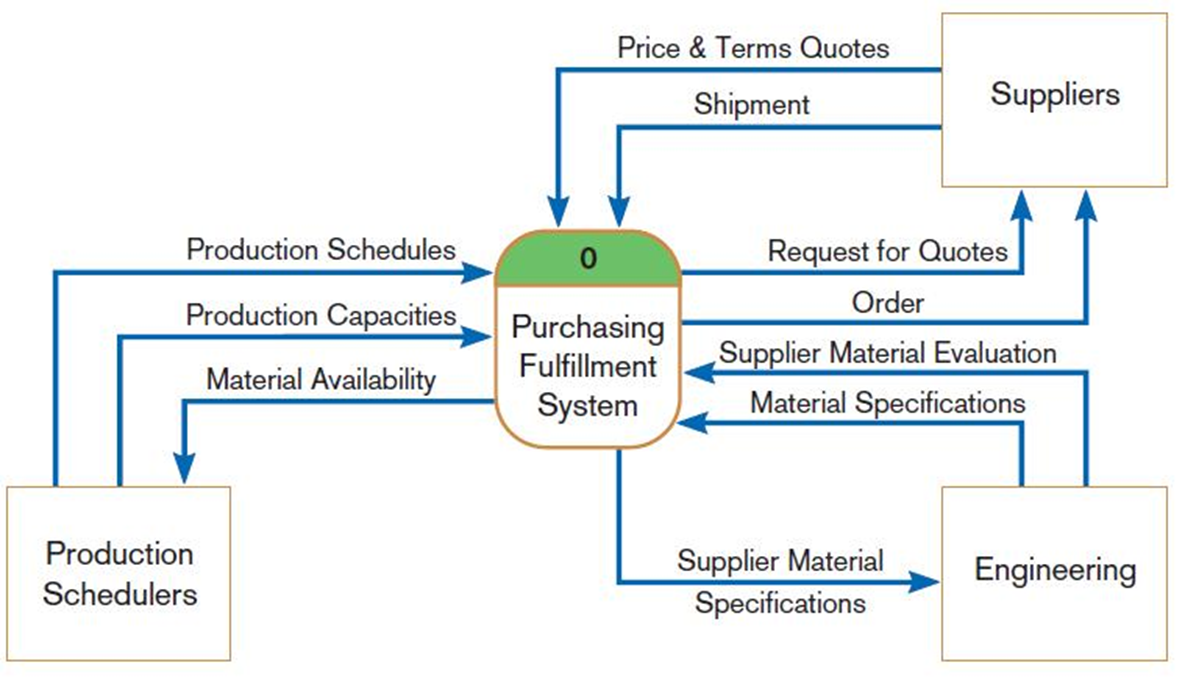 Price & Terms Quotes
Suppliers
Shipment
Production Schedules
0
Request for Quotes
Production Capacities
Order
Purchasing
Fulfillment
System
Supplier Material Evaluation
Material Availability
Material Specifications
Production
Schedulers
Supplier Material
Specifications
Engineering